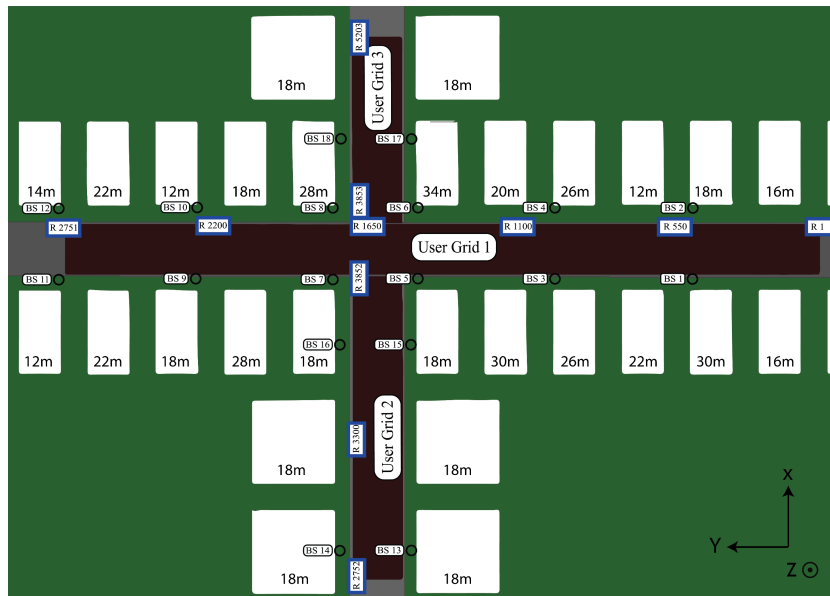 R 5203
User Grid 3
18m
18m
BS 18
BS 17
14m
22m
12m
18m
28m
34m
20m
26m
12m
18m
16m
R 3853
BS 12
BS 10
BS 8
BS 6
BS 4
BS 2
R 2751
R 2200
R 1650
R 1100
R 550
R 1
User Grid 1
R 3852
BS 11
BS 9
BS 7
BS 5
BS 3
BS 1
BS 16
BS 15
12m
22m
18m
28m
18m
18m
30m
26m
22m
30m
16m
R 3300
User Grid 2
18m
18m
X
Y
Z
BS 14
BS 13
R 2752
18m
18m